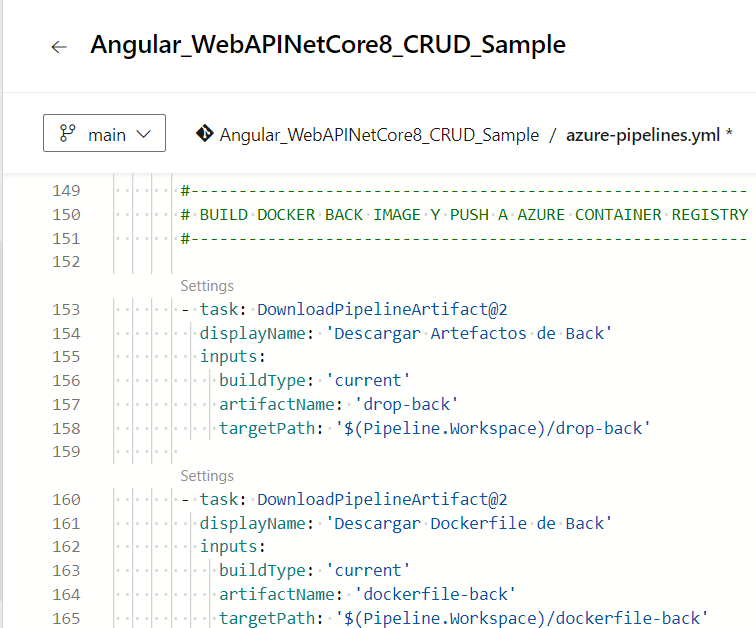 ← Angular_WebAPINetCore8_CRUD_Sample
main Angular_WebAPINetCore8_CRUD_Sample / azure-pipelines.yml *
149 #----------------------------------------------------------
150 # BUILD DOCKER BACK IMAGE Y PUSH A AZURE CONTAINER REGISTRY
151 #----------------------------------------------------------
152
Settings
153 - task: DownloadPipelineArtifact@2
154 displayName: 'Descargar Artefactos de Back'
155 inputs:
156 buildType: 'current'
157 artifactName: 'drop-back'
158 targetPath: '$(Pipeline.Workspace)/drop-back'
159
Settings
160 - task: DownloadPipelineArtifact@2
161 displayName: 'Descargar Dockerfile de Back'
162 inputs:
163 buildType: 'current'
164 artifactName: 'dockerfile-back'
165 targetPath: '$(Pipeline.Workspace)/dockerfile-back'